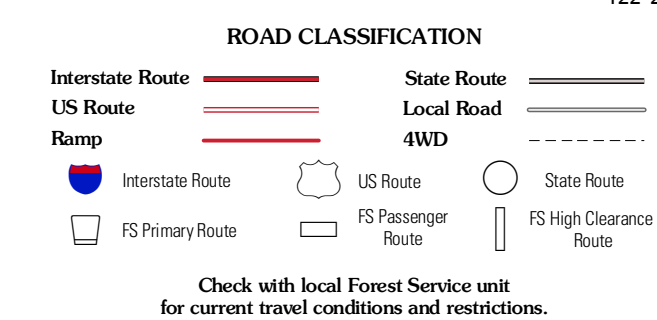 ROAD CLASSIFICATION
Interstate Route
State Route
US Route
Local Road
Ramp
4WD
Interstate Route
US Route
State Route
FS Primary Route
FS Passenger
Route
FS High Clearance
Route
Check with local Forest Service unit
for current travel conditions and restrictions.